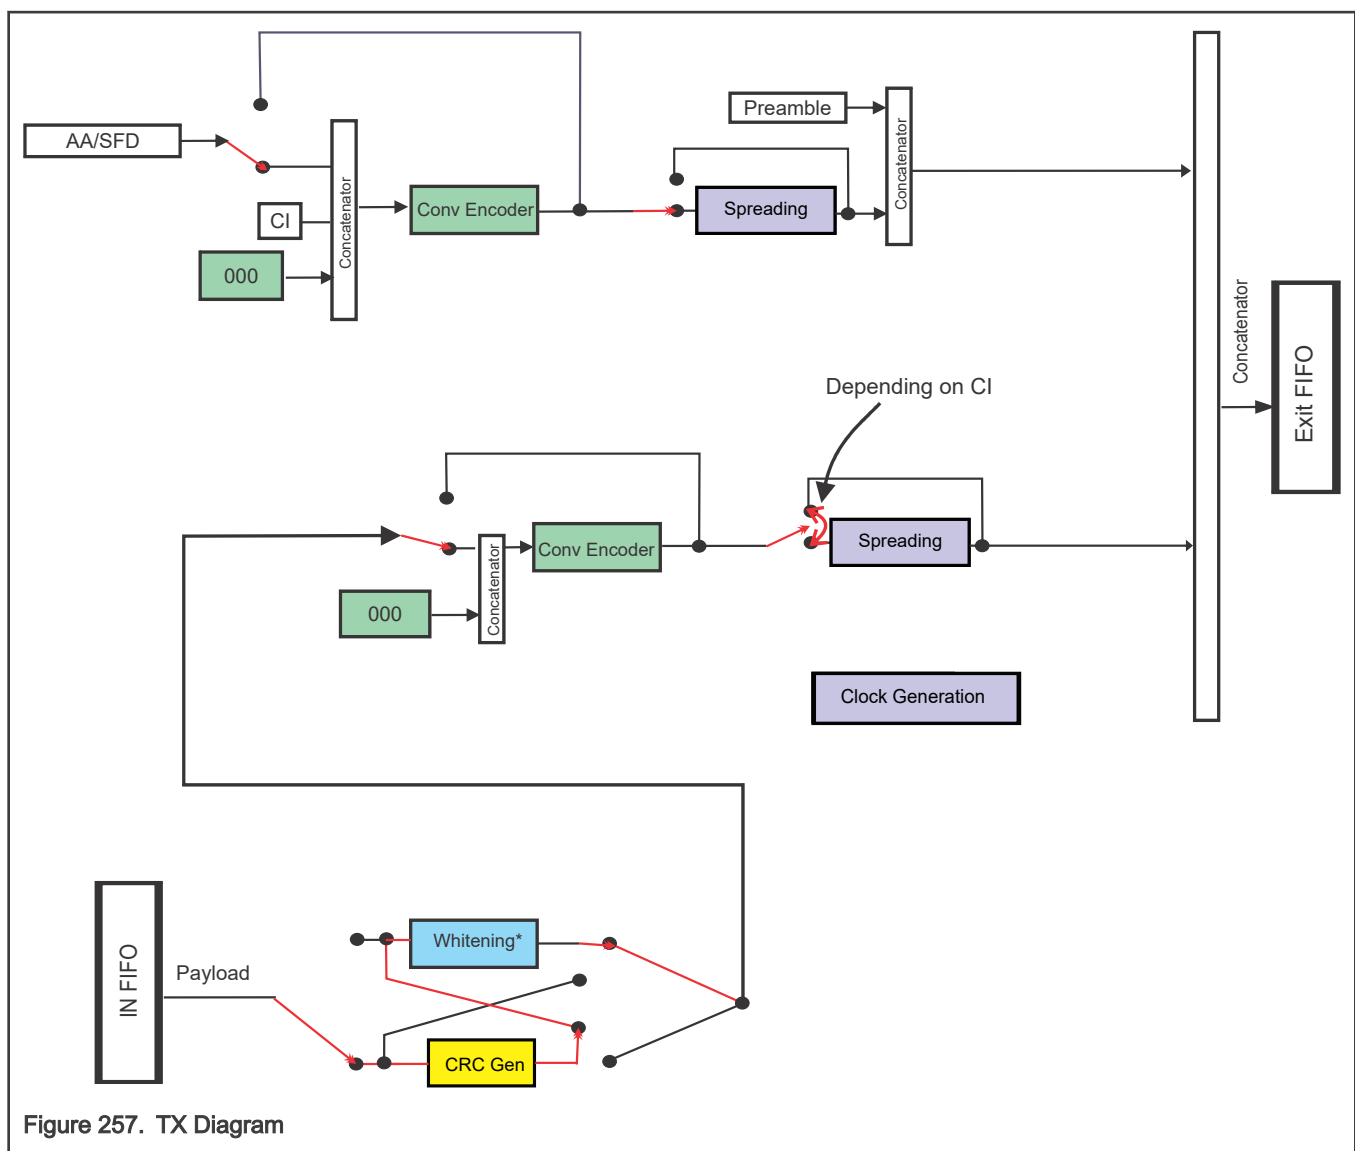 Preamble
AA/SFD
Concatenator
Concatenator
Conv Encoder
Spreading
CI
000
Concatenator
Exit FIFO
Depending on CI
Conv Encoder
Spreading
Concatenator
000
Clock Generation
IN FIFO
Payload
Whitening*
CRC Gen
Figure 257. TX Diagram